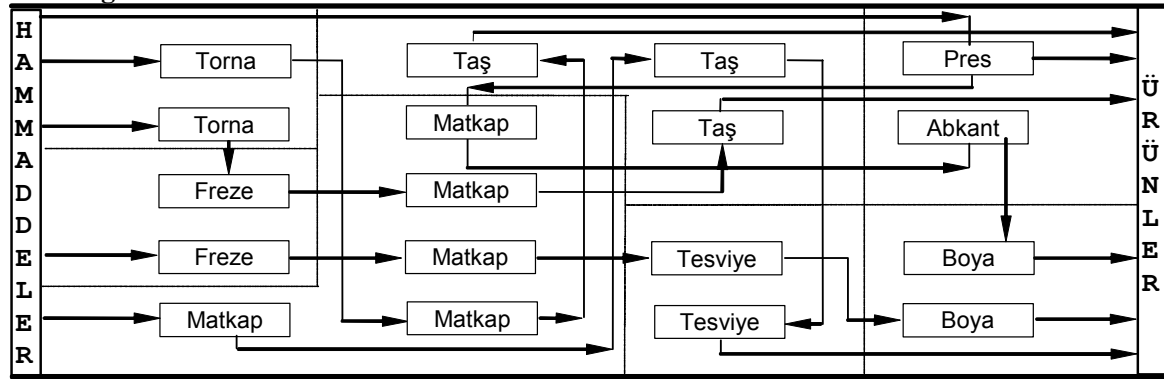 HAMMADDELER
Torna
Taş
Taş
Pres
Torna
Matkap
Taş
Abkant
Freze
Matkap
Freze
Matkap
Tesviye
Boya
Matkap
Matkap
Tesviye
Boya
ÜRÜNLER